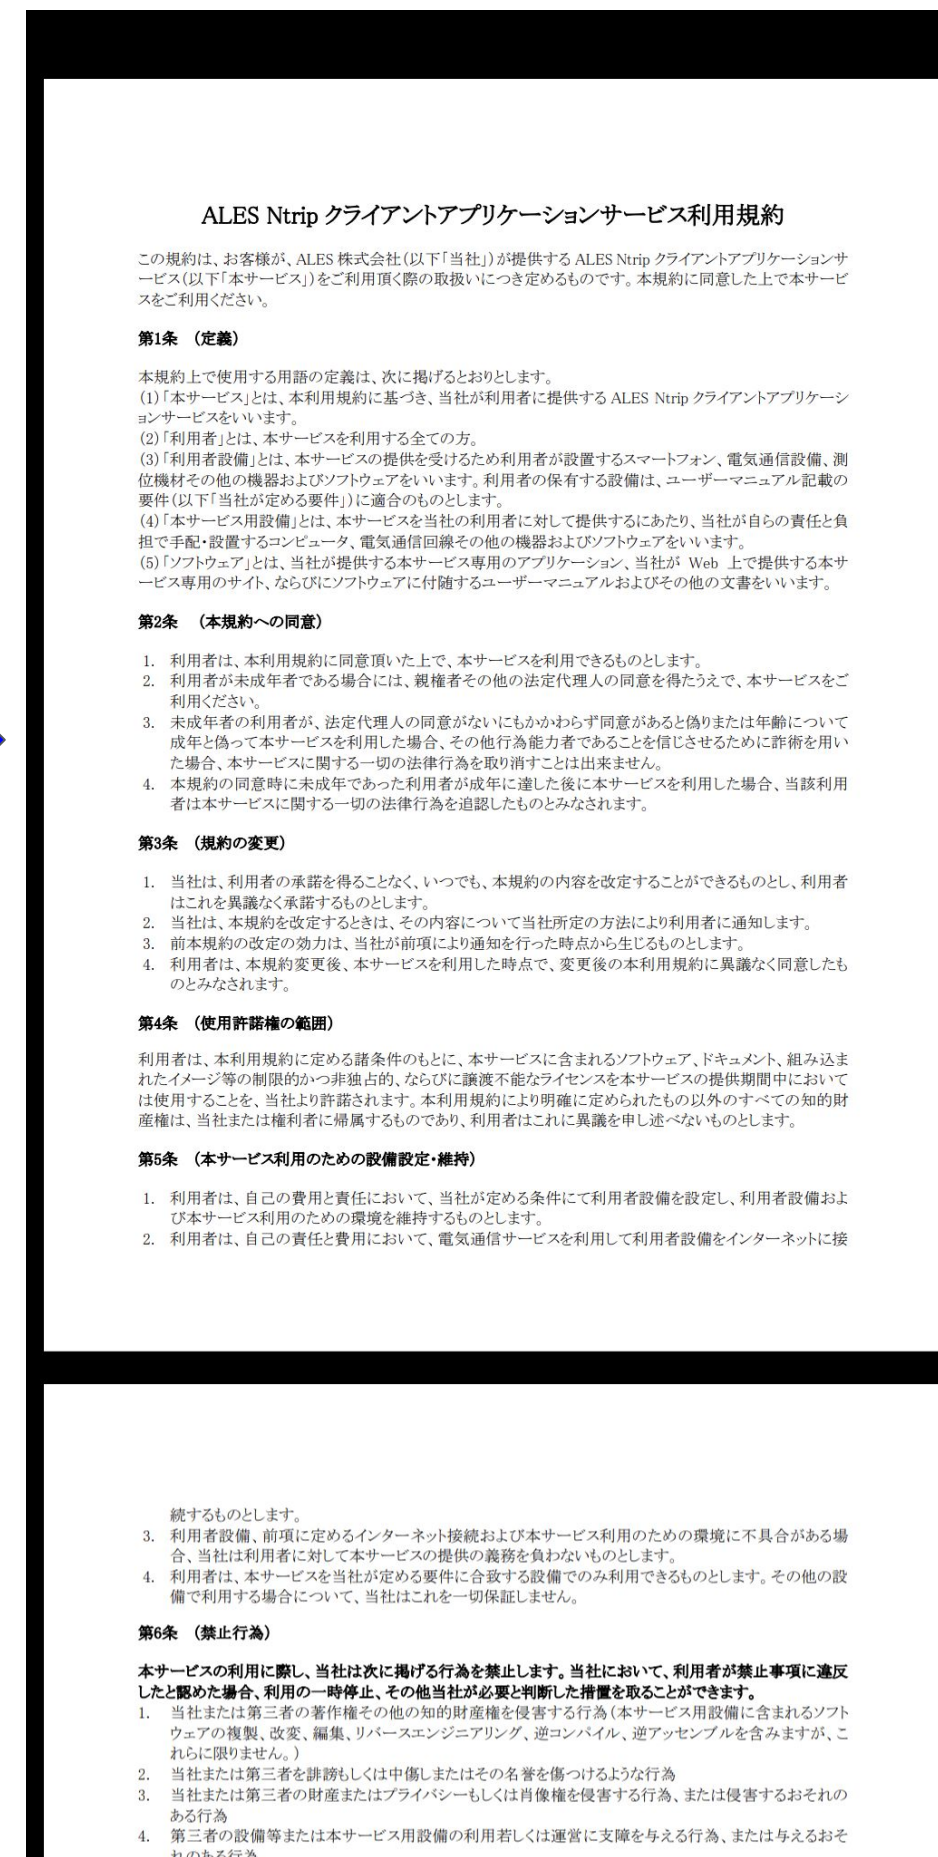 ALES Ntrip クライアントアプリケーションサービス利用規約
この規約は、お客様が、ALES 株式会社（以下「当社」）が提供する ALES Ntrip クライアントアプリケーションサ
ービス（以下「本サービス」）をご利用頂く際の取扱いにつき定めるものです。本規約に同意した上で本サービ
スをご利用ください。
第1条　（定義）
本規約上で使用する用語の定義は、次に掲げるとおりとします。
(1)「本サービス」とは、本利用規約に基づき、当社が利用者に提供する ALES Ntrip クライアントアプリケーシ
ョンサービスをいいます。
(2)「利用者」とは、本サービスを利用する全ての方。
(3)「利用者設備」とは、本サービスの提供を受けるため利用者が設置するスマートフォン、電気通信設備、測
位機材その他の機器およびソフトウェアをいいます。利用者の保有する設備は、ユーザーマニュアル記載の
要件（以下「当社が定める要件」）に適合のものとします。
(4)「本サービス用設備」とは、本サービスを当社の利用者に対して提供するにあたり、当社が自らの責任と負
担で手配・設置するコンピュータ、電気通信回線その他の機器およびソフトウェアをいいます。
(5)「ソフトウェア」とは、当社が提供する本サービス専用のアプリケーション、当社が Web 上で提供する本サ
ービス専用のサイト、ならびにソフトウェアに付随するユーザーマニュアルおよびその他の文書をいいます。
第2条　（本規約への同意）
1. 利用者は、本利用規約に同意頂いた上で、本サービスを利用できるものとします。
2. 利用者が未成年者である場合には、親権者その他の法定代理人の同意を得たうえで、本サービスをご
利用ください。
3. 未成年者の利用者が、法定代理人の同意がないにもかかわらず同意があると偽りまたは年齢について
成年と偽って本サービスを利用した場合、その他行為能力者であることを信じさせるために詐術を用い
た場合、本サービスに関する一切の法律行為を取り消すことは出来ません。
4. 本規約の同意時に未成年であった利用者が成年に達した後に本サービスを利用した場合、当該利用
者は本サービスに関する一切の法律行為を追認したものとみなされます。
第3条　（規約の変更）
1. 当社は、利用者の承諾を得ることなく、いつでも、本規約の内容を改定することができるものとし、利用者
はこれを異議なく承諾するものとします。
2. 当社は、本規約を改定するときは、その内容について当社所定の方法により利用者に通知します。
3. 前本規約の改定の効力は、当社が前項により通知を行った時点から生じるものとします。
4. 利用者は、本規約変更後、本サービスを利用した時点で、変更後の本利用規約に異議なく同意したも
のとみなされます。
第4条　（使用許諾権の範囲）
利用者は、本利用規約に定める諸条件のもとに、本サービスに含まれるソフトウェア、ドキュメント、組み込ま
れたイメージ等の制限的かつ非独占的、ならびに譲渡不能なライセンスを本サービスの提供期間中において
は使用することを、当社より許諾されます。本利用規約により明確に定められたもの以外のすべての知的財
産権は、当社または権利者に帰属するものであり、利用者はこれに異議を申し述べないものとします。
第5条　（本サービス利用のための設備設定・維持）
1. 利用者は、自己の費用と責任において、当社が定める条件にて利用者設備を設定し、利用者設備およ
び本サービス利用のための環境を維持するものとします。
2. 利用者は、自己の責任と費用において、電気通信サービスを利用して利用者設備をインターネットに接
続するものとします。
3. 利用者設備、前項に定めるインターネット接続および本サービス利用のための環境に不具合がある場
合、当社は利用者に対して本サービスの提供の義務を負わないものとします。
4. 利用者は、本サービスを当社が定める要件に合致する設備でのみ利用できるものとします。その他の設
備で利用する場合について、当社はこれを一切保証しません。
第6条　（禁止行為）
本サービスの利用に際し、当社は次に掲げる行為を禁止します。当社において、利用者が禁止事項に違反
したと認めた場合、利用の一時停止、その他当社が必要と判断した措置を取ることができます。
1. 当社または第三者の著作権その他の知的財産権を侵害する行為（本サービス用設備に含まれるソフト
ウェアの複製、改変、編集、リバースエンジニアリング、逆コンパイル、逆アッセンブルを含みますが、こ
れらに限りません。）
2. 当社または第三者を誹謗もしくは中傷しまたはその名誉を傷つけるような行為
3. 当社または第三者の財産またはプライバシーもしくは肖像権を侵害する行為、または侵害するおそれの
ある行為
4. 第三者の設備等または本サービス用設備の利用若しくは運営に支障を与える行為、または与えるおそ
れのある行為